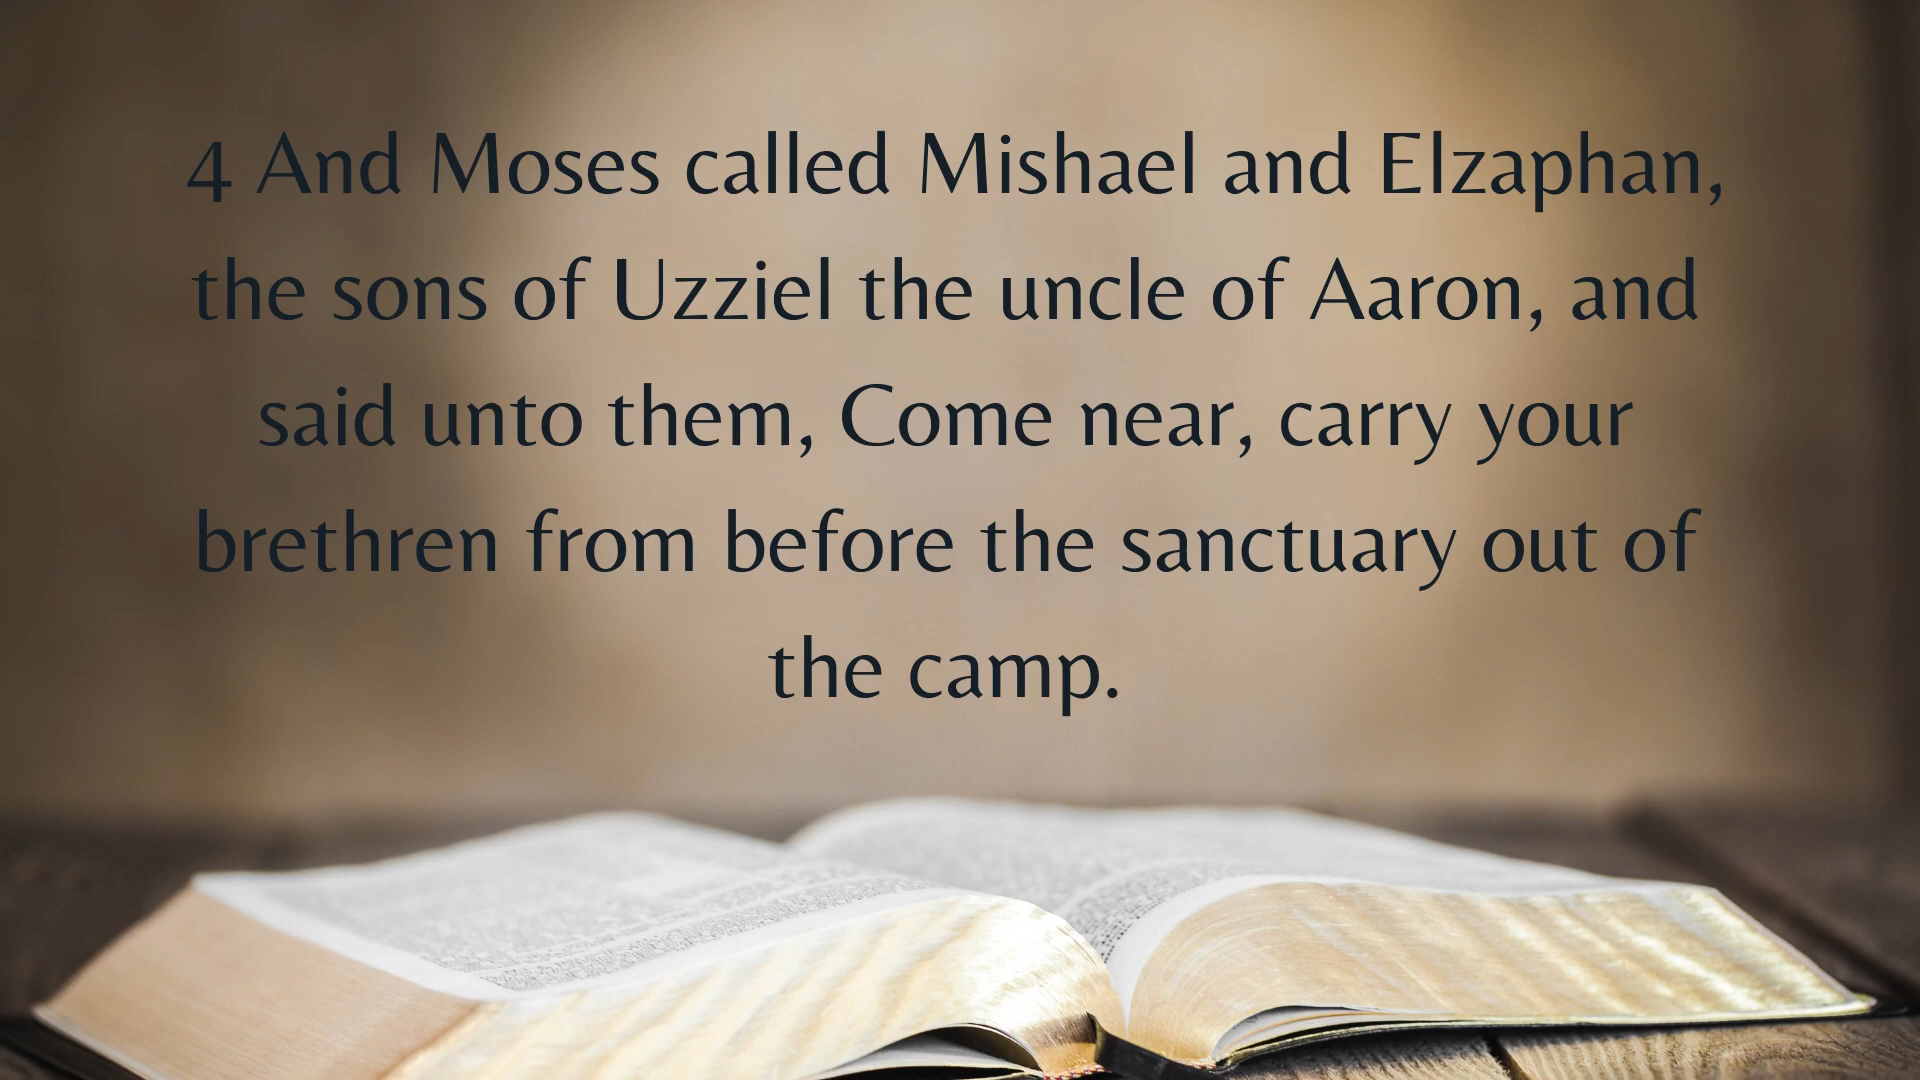 4 And Moses called Mishael and Elzaphan,
the sons of Uzziel the uncle of Aaron, and
said unto them, Come near, carry your
brethren from before the sanctuary out of
the camp.